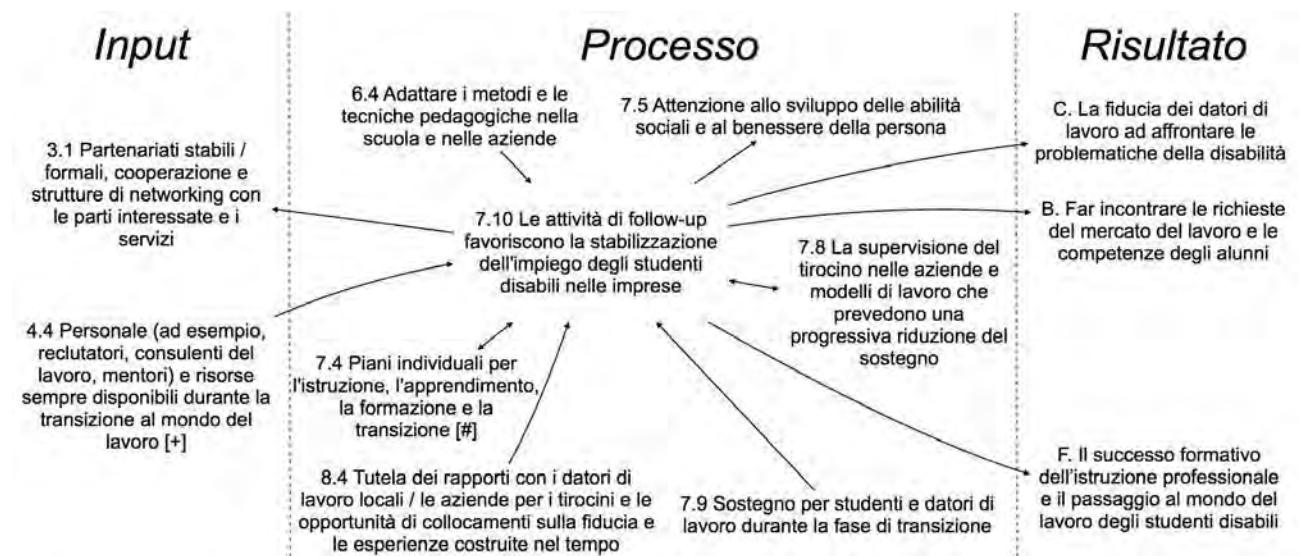 Input
Processo
Risultato
3.1 Partenariati stabili /
formali, cooperazione e
strutture di networking con
le parti interessate e i
servizi
4.4 Personale (ad esempio,
reclutatori, consulenti del
lavoro, mentori) e risorse
sempre disponibili durante la
transizione al mondo del
lavoro [+]
6.4 Adattare i metodi e le
tecniche pedagogiche nella
scuola e nelle aziende
7.5 Attenzione allo sviluppo delle abilità
sociali e al benessere della persona
7.10 Le attività di follow-up
favoriscono la stabilizzazione
dell'impiego degli studenti
disabili nelle imprese
7.8 La supervisione del
tirocino nelle aziende e
modelli di lavoro che
prevedono una
progressiva riduzione del
sostegno
7.4 Piani individuali per
l'istruzione, l'apprendimento,
la formazione e la
transizione [#]
8.4 Tutela dei rapporti con i datori di
lavoro locali / le aziende per i tirocini e le
opportunità di collocamenti sulla fiducia e
le esperienze costruite nel tempo
7.9 Sostegno per studenti e datori di
lavoro durante la fase di transizione
C. La fiducia dei datori di
lavoro ad affrontare le
problematiche della disabilità
B. Far incontrare le richieste
del mercato del lavoro e le
competenze degli alunni
F. Il successo formativo
dell'istruzione professionale
e il passaggio al mondo del
lavoro degli studenti disabili